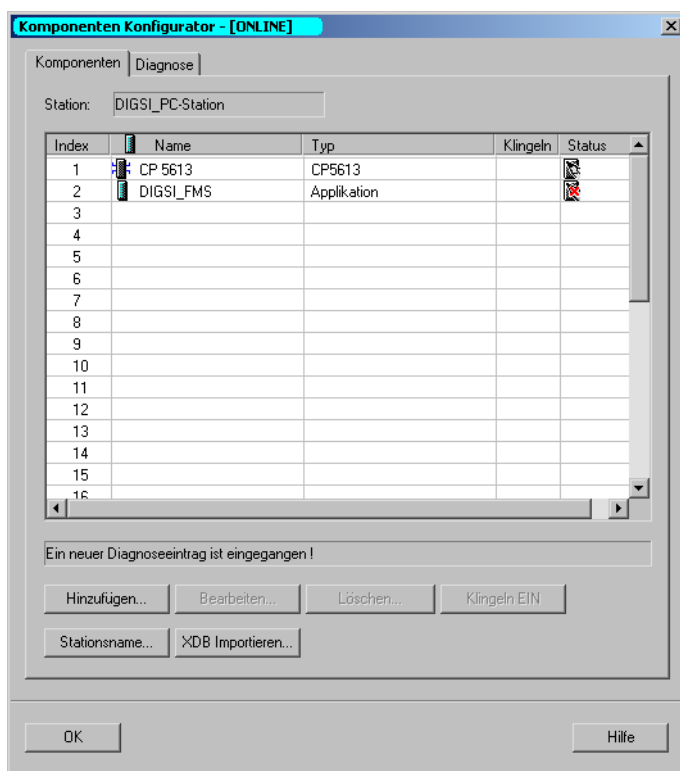 Komponenten Konfigurator - [ONLINE]
Komponenten Diagnose
Station: DIGSI_PC-Station
Index Name Typ Klingeln Status
1 CP 5613 CP5613
2 DIGSI_FMS Applikation
3
4
5
6
7
8
9
10
11
12
13
14
15
16
Ein neuer Diagnoseeintrag ist eingegangen !
Hinzufügen... Bearbeiten... Löschen... Klingeln EIN
Stationsname... XDB Importieren...
OK Hilfe